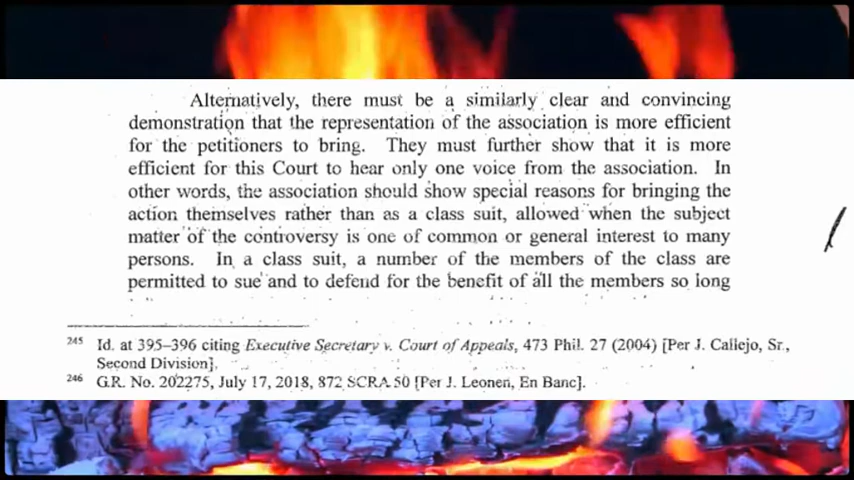 Alternatively, there must be a similarly clear and convincing
demonstration that the representation of the association is more efficient
for the petitioners to bring. They must further show that it is more
efficient for this Court to hear only one voice from the association. In
other words, the association should show special reasons for bringing the
action themselves rather than as a class suit, allowed when the subject
matter of the controversy is one of common or general interest to many
persons. In a class suit, a number of the members of the class are
permitted to sue and to defend for the benefit of all the members so long
245 Id. at 395–396 citing Executive Secretary v. Court of Appeals, 473 Phil. 27 (2004) [Per J. Callejo, Sr.,
Second Division].
246 G.R. No. 202275, July 17, 2018, 872 SCRA 50 [Per J. Leonen, En Banc].